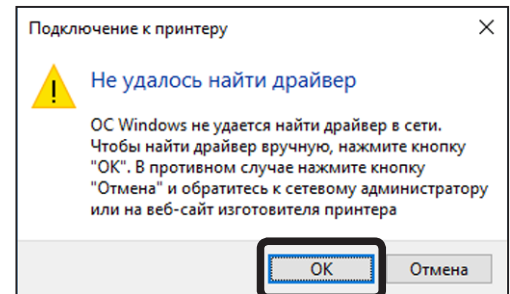 Подключение к принтеру
Не удалось найти драйвер
ОС Windows не удается найти драйвер в сети.
Чтобы найти драйвер вручную, нажмите кнопку
"ОК". В противном случае нажмите кнопку
"Отмена" и обратитесь к сетевому администратору
или на веб-сайт изготовителя принтера
ОК Отмена